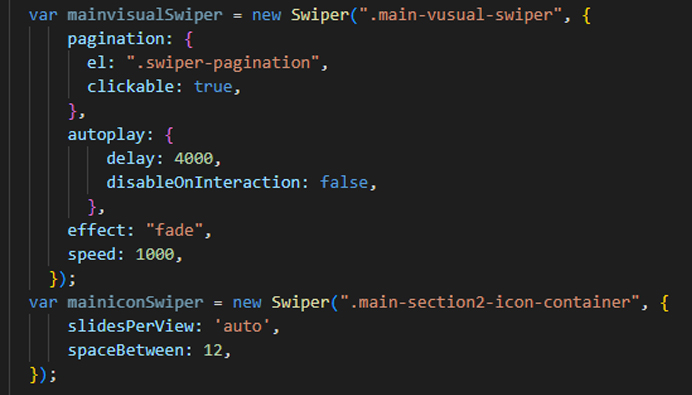 var mainvisualSwiper = new Swiper(".main-vusual-swiper", {
pagination: {
el: ".swiper-pagination",
clickable: true,
},
autoplay: {
delay: 4000,
disableOnInteraction: false,
},
effect: "fade",
speed: 1000,
});
var mainiconSwiper = new Swiper(".main-section2-icon-container", {
slidesPerView: 'auto',
spaceBetween: 12,
});